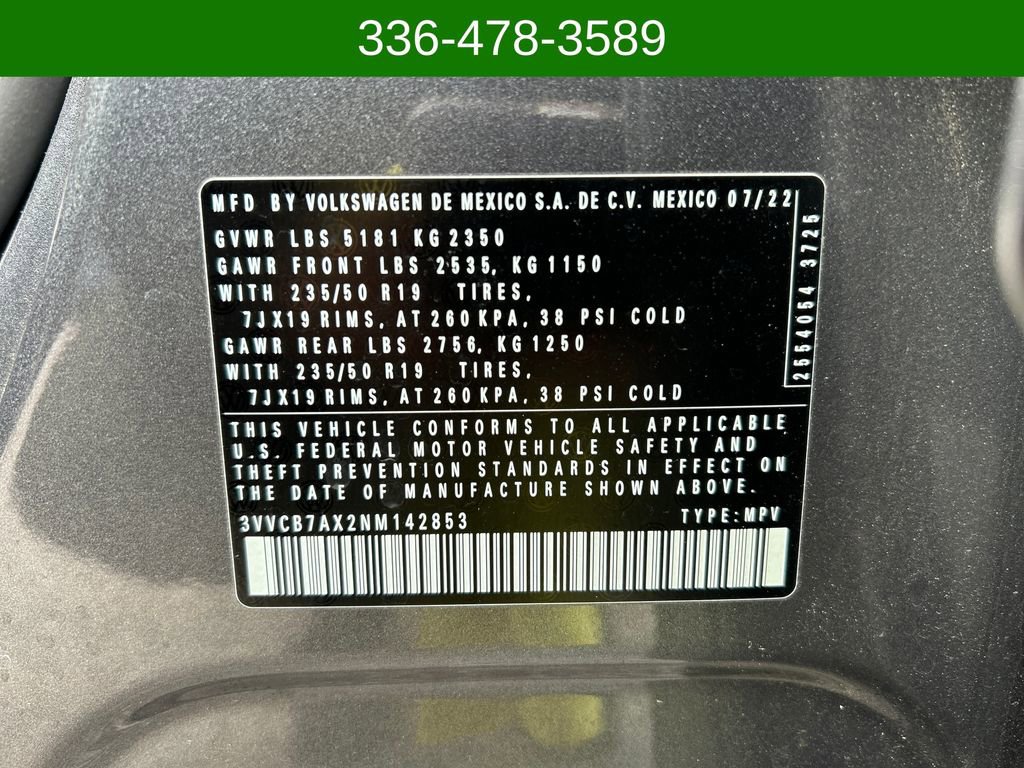 336-478-3589
MFD BY VOLKSWAGEN DE MEXICO S.A. DE C.V. MEXICO 07/22
GVWR LBS 5181 KG 2350
GAWR FRONT LBS 2535, KG 1150
WITH 235/50 R19 TIRES,
7JX19 RIMS, AT 260 KPA, 38 PSI COLD
GAWR REAR LBS 2756, KG 1250
WITH 235/50 R19 TIRES,
7JX19 RIMS, AT 260 KPA, 38 PSI COLD
2554054 3725
THIS VEHICLE CONFORMS TO ALL APPLICABLE
U.S. FEDERAL MOTOR VEHICLE SAFETY AND
THEFT PREVENTION STANDARDS IN EFFECT ON
THE DATE OF MANUFACTURE SHOWN ABOVE.
3VVCB7AX2NM142853 TYPE: MPV